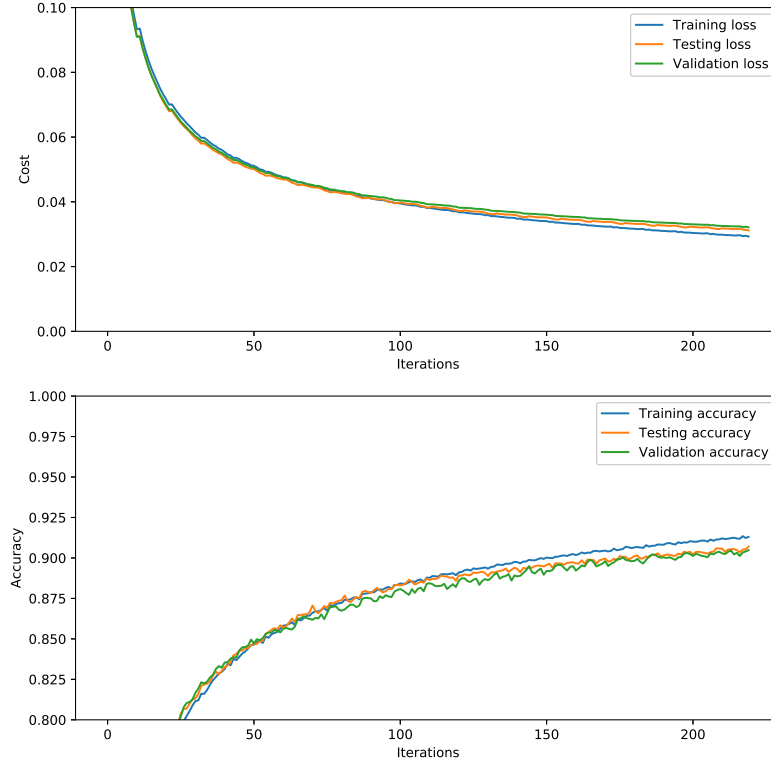 0.10
0.08
0.06
0.04
0.02
0.00
Cost
0
50
100
150
200
Iterations
Training loss
Testing loss
Validation loss
1.000
0.975
0.950
0.925
0.900
0.875
0.850
0.825
0.800
Accuracy
0
50
100
150
200
Iterations
Training accuracy
Testing accuracy
Validation accuracy